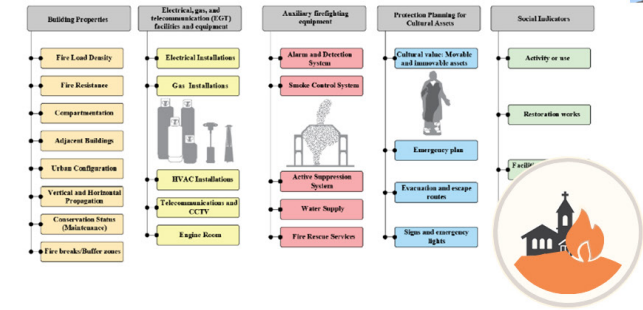 Building Properties
Fire Load Density
Fire Resistance
Compartmentation
Adjacent Buildings
Urban Configuration
Vertical and Horizontal
Propagation
Conservation Status
(Maintenance)
Fire breaks/Buffer zones
Electrical, gas, and
telecommunication (EGT)
facilities and equipment
Electrical Installations
Gas Installations
HVAC Installations
Telecommunications and
CCTV
Engine Room
Auxiliary firefighting
equipment
Alarm and Detection
System
Smoke Control System
Active Suppression
System
Water Supply
Fire Rescue Services
Protection Planning for
Cultural Assets
Cultural value: Movable
and immovable assets
Emergency plan
Evacuation and escape
routes
Signs and emergency
lights
Social Indicators
Activity or use
Restoration works